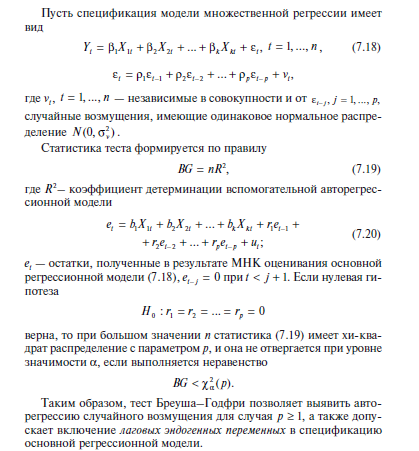 Пусть спецификация модели множественной регрессии имеет
вид
Yₜ = β₁X₁ₜ + β₂X₂ₜ + ... + βₖXₖₜ + εₜ, t = 1, ..., n , (7.18)
εₜ = ρ₁εₜ₋₁ + ρ₂εₜ₋₂ + ... + ρₚεₜ₋ₚ + νₜ,
где νₜ, t = 1, ..., n — независимые в совокупности и от εₜ₋ⱼ, j = 1, ..., p,
случайные возмущения, имеющие одинаковое нормальное распре-
деление N(0, σ²ᵥ) .
Статистика теста формируется по правилу
BG = nR², (7.19)
где R²– коэффициент детерминации вспомогательной авторегрес-
сионной модели
eₜ = b₁X₁ₜ + b₂X₂ₜ + ... + bₖXₖₜ + r₁eₜ₋₁ +
+ r₂eₜ₋₂ + ... + rₚeₜ₋ₚ + uₜ; (7.20)
eₜ — остатки, полученные в результате МНК оценивания основной
регрессионной модели (7.18), eₜ₋ⱼ = 0 при t < j + 1. Если нулевая ги-
потеза
H₀ : r₁ = r₂ = ... = rₚ = 0
верна, то при большом значении n статистика (7.19) имеет хи-ква-
драт распределение с параметром p, и она не отвергается при уровне
значимости α, если выполняется неравенство
BG < χ²α(p).
Таким образом, тест Бреуша–Годфри позволяет выявить авто-
регрессию случайного возмущения для случая p ≥ 1, а также допу-
скает включение лаговых эндогенных переменных в спецификацию
основной регрессионной модели.